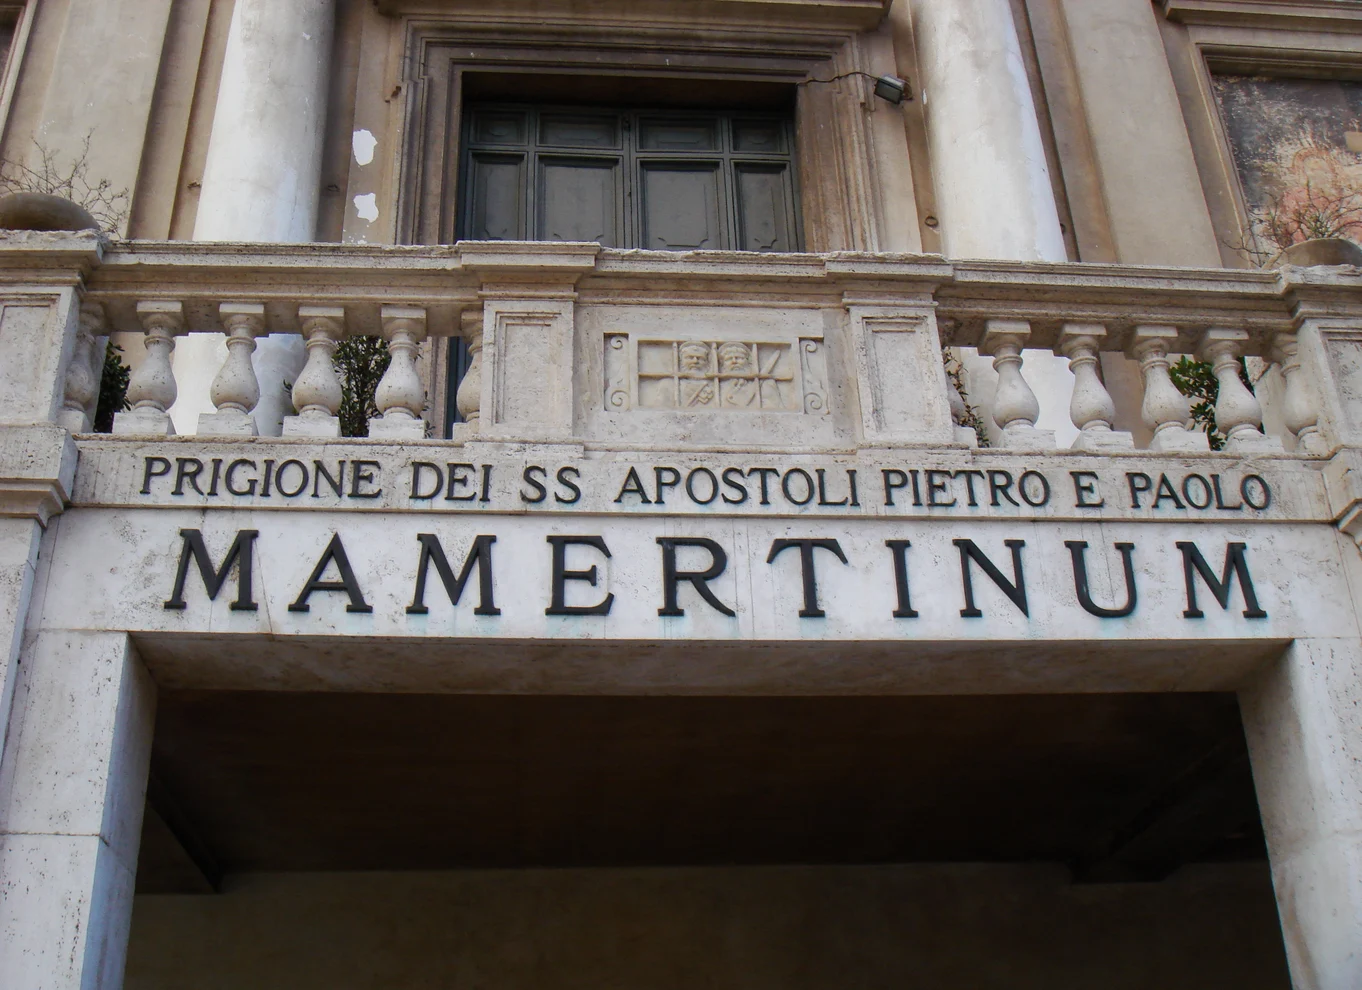 PRIGIONE DEI SS APOSTOLI PIETRO E PAOLO
MAMERTINUM